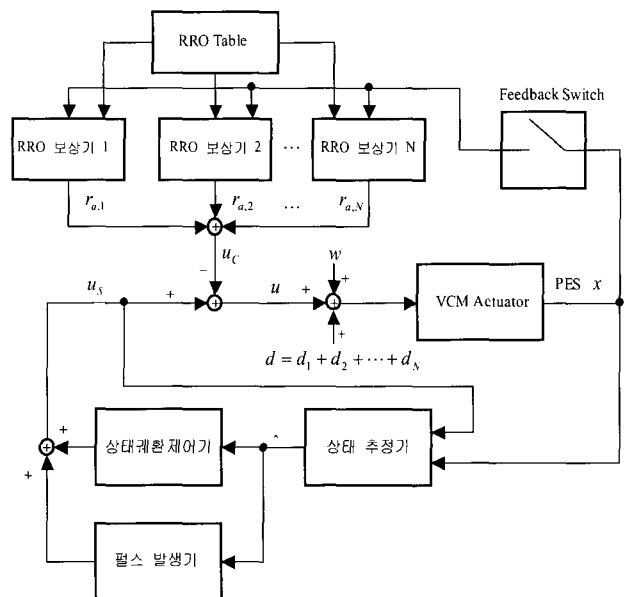 RRO Table
Feedback Switch
RRO 보상기 1
RRO 보상기 2
...
RRO 보상기 N
r_{a,1}
r_{a,2}
...
r_{a,N}
+
u_C
−
w
+
u_S
+
+
u
+
+
VCM Actuator
PES x
+
d = d_1 + d_2 + ⋯ + d_N
+
+
+
상태궤환제어기
^
상태 추정기
펄스 발생기